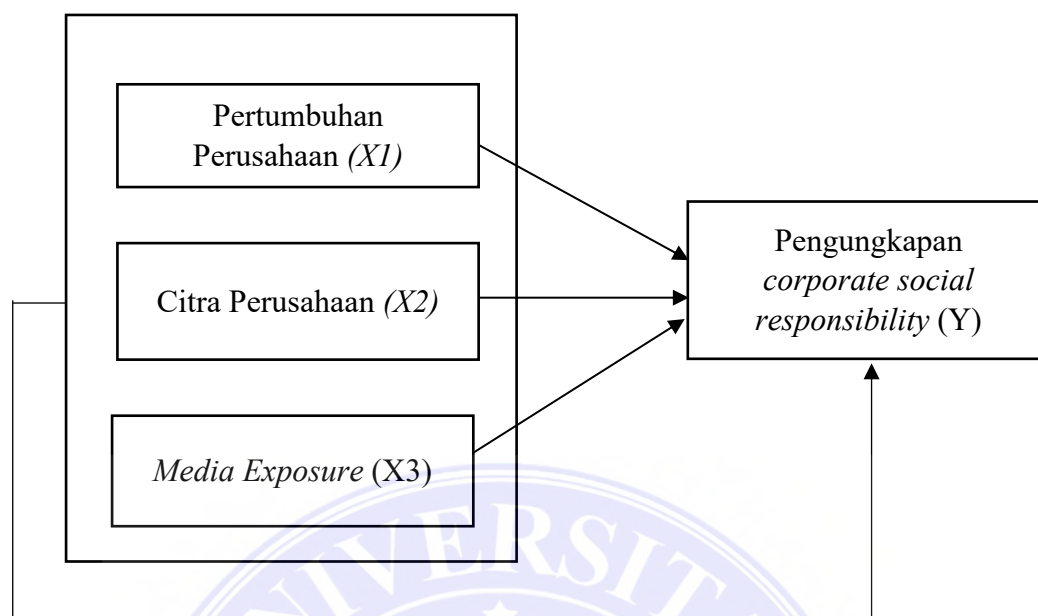 Pertumbuhan
Perusahaan (X1)
Citra Perusahaan (X2)
Media Exposure (X3)
Pengungkapan
corporate social
responsibility (Y)